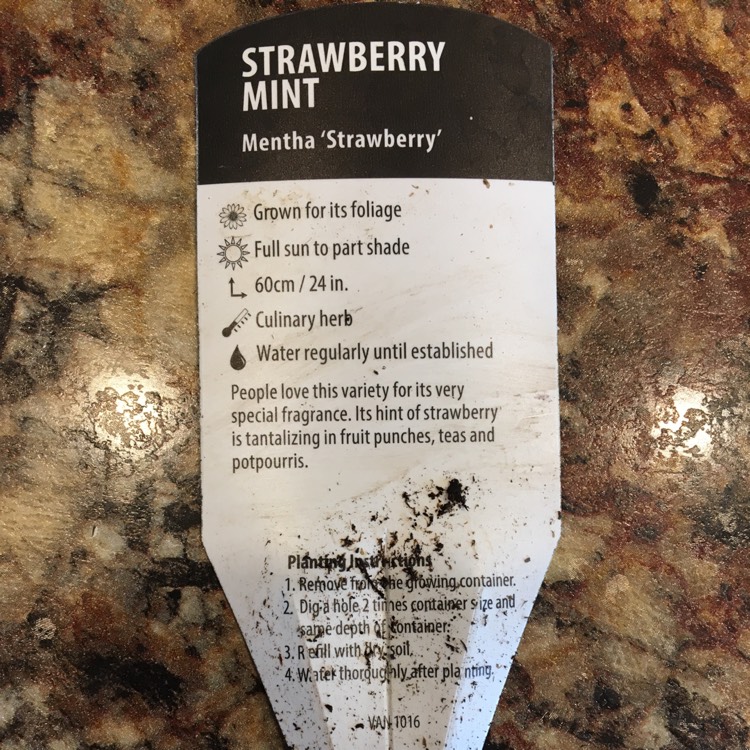 STRAWBERRY
MINT
Mentha ‘Strawberry’
Grown for its foliage
Full sun to part shade
60cm / 24 in.
Culinary herb
Water regularly until established
People love this variety for its very
special fragrance. Its hint of strawberry
is tantalizing in fruit punches, teas and
potpourris.
Planting Instructions
1. Remove from the growing container.
2. Dig a hole 2 times container size and
same depth of container.
3. Refill with dry soil.
4. Water thoroughly after planting.
VAN 1016